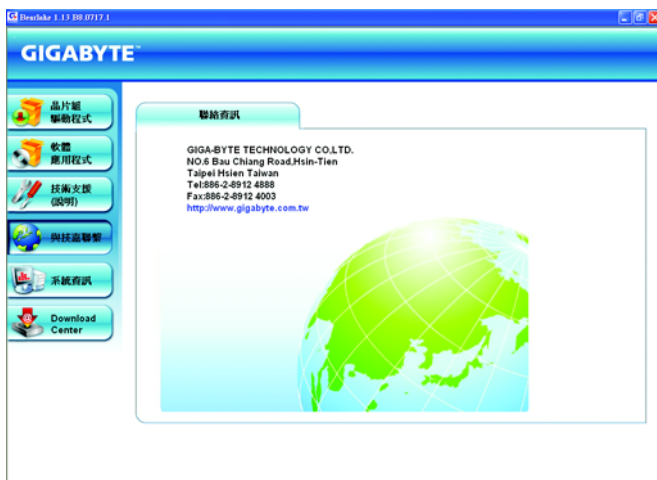 Bearlake 1.13 B8.0717.1
GIGABYTE™
晶片組
驅動程式
軟體
應用程式
技術支援
(說明)
與技嘉聯繫
系統資訊
Download
Center
聯絡資訊
GIGA-BYTE TECHNOLOGY CO,LTD.
NO.6 Bau Chiang Road,Hsin-Tien
Taipei Hsien Taiwan
Tel:886-2-8912 4888
Fax:886-2-8912 4003
http://www.gigabyte.com.tw